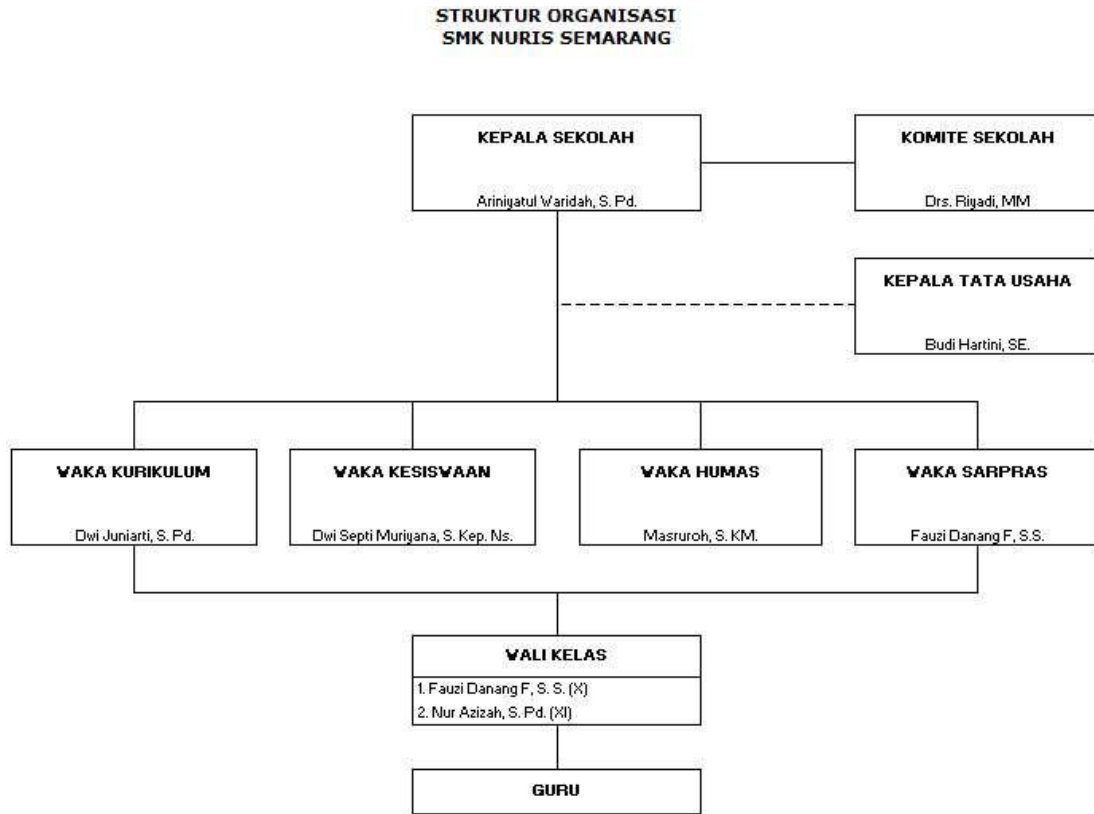 STRUKTUR ORGANISASI
SMK NURIS SEMARANG
KEPALA SEKOLAH
Ariniyatul Waridah, S. Pd.
KOMITE SEKOLAH
Drs. Riyadi, MM
KEPALA TATA USAHA
Budi Hartini, SE.
WAKA KURIKULUM
Dwi Juniarti, S. Pd.
WAKA KESISWAAN
Dwi Septi Muriyana, S. Kep. Ns.
WAKA HUMAS
Masruroh, S. KM.
WAKA SARPRAS
Fauzi Danang F, S.S.
WALI KELAS
1. Fauzi Danang F, S. S. (X)
2. Nur Azizah, S. Pd. (XI)
GURU